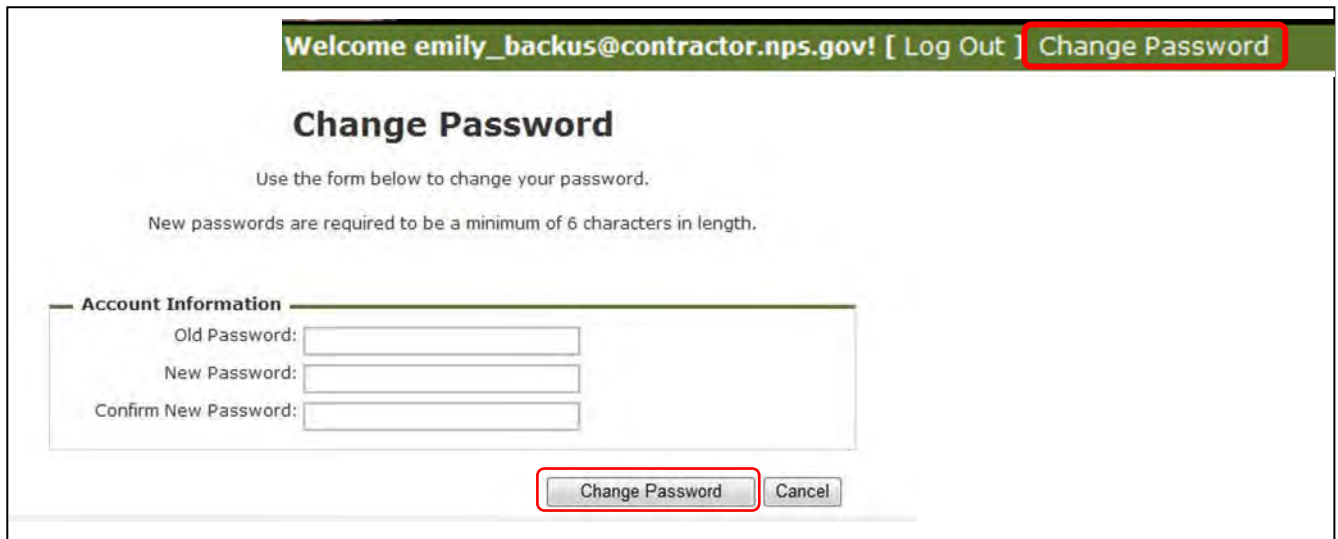 Welcome emily_backus@contractor.nps.gov! [ Log Out ] Change Password
Change Password
Use the form below to change your password.
New passwords are required to be a minimum of 6 characters in length.
Account Information
Old Password:
New Password:
Confirm New Password:
Change Password Cancel